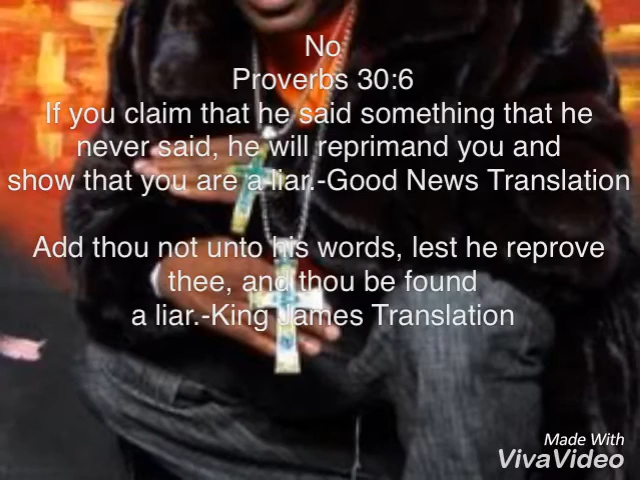 No
Proverbs 30:6
If you claim that he said something that he
never said, he will reprimand you and
show that you are a liar.-Good News Translation
Add thou not unto his words, lest he reprove
thee, and thou be found
a liar.-King James Translation
Made With
VivaVideo